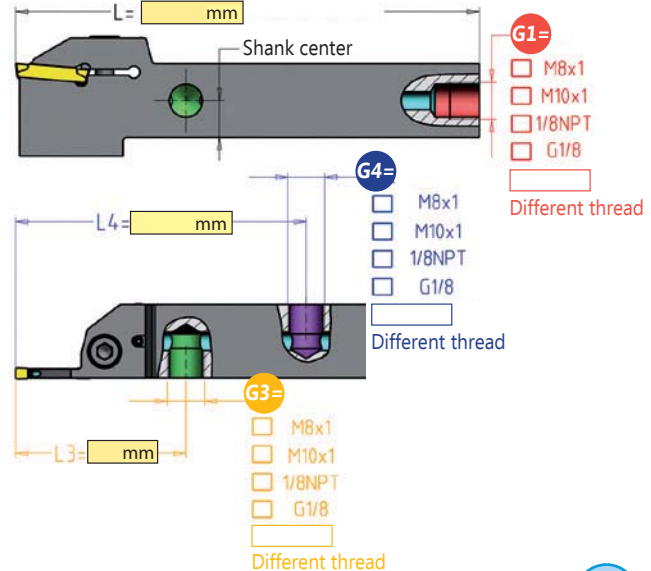 L= mm
Shank center
G1=
M8x1
M10x1
1/8NPT
G1/8
Different thread
G4=
M8x1
M10x1
1/8NPT
G1/8
Different thread
L4= mm
G3=
M8x1
M10x1
1/8NPT
G1/8
Different thread
L3= mm